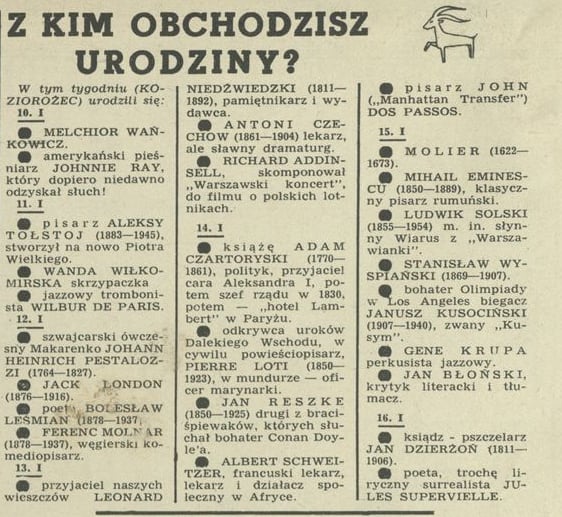 Z KIM OBCHODZISZ
URODZINY?
W tym tygodniu (KO-
ZIOROŻEC) urodzili się:
10. I
● MELCHIOR WAŃ-
KOWICZ.
● amerykański pieś-
niarz JOHNNIE RAY,
który dopiero niedawno
odzyskał słuch!
11. I
● pisarz ALEKSY
TOŁSTOJ (1883—1945),
stworzył na nowo Piotra
Wielkiego.
● WANDA WIŁKO-
MIRSKA skrzypaczka
● jazzowy tromboni-
sta WILBUR DE PARIS.
12. I
● szwajcarski ówcze-
sny Makarenko JOHANN
HEINRICH PESTALOZ-
ZI (1764—1827).
● JACK LONDON
(1876—1916).
● poeta BOLESŁAW
LEŚMIAN (1878—1937)
● FERENC MOLNAR
(1878—1937), węgierski ko-
mediopisarz.
13. I
● przyjaciel naszych
wieszczów LEONARD
NIEDŹWIEDZKI (1811—
1892), pamiętnikarz i wy-
dawca.
● ANTONI CZE-
CHOW (1861—1904) lekarz,
ale sławny dramaturg.
● RICHARD ADDIN-
SELL, skomponował
„Warszawski koncert”,
do filmu o polskich lot-
nikach.
14. I
● książę ADAM
CZARTORYSKI (1770—
1861), polityk, przyjaciel
cara Aleksandra I, po-
tem szef rządu w 1830,
potem — „hotel Lam-
bert” w Paryżu.
● odkrywca uroków
Dalekiego Wschodu, w
cywilu powieściopisarz,
PIERRE LOTI (1850—
1923), w mundurze — ofi-
cer marynarki.
● JAN RESZKE
(1850—1925) drugi z braci-
śpiewaków, których słu-
chał bohater Conan Doy-
le'a.
● ALBERT SCHWEI-
TZER, francuski lekarz,
lekarz i działacz spo-
łeczny w Afryce.
● pisarz JOHN
(„Manhattan Transfer”)
DOS PASSOS.
15. I
● MOLIER (1622—
1673).
● MIHAIL EMINES-
CU (1850—1889), klasycz-
ny pisarz rumuński.
● LUDWIK SOLSKI
(1855—1954) m. in. słyn-
ny Wiarus z „Warsza-
wianki”.
● STANISŁAW WY-
SPIAŃSKI (1869—1907).
● bohater Olimpiady
w Los Angeles biegacz
JANUSZ KUSOCIŃSKI
(1907—1940), zwany „Ku-
sym”.
● GENE KRUPA
perkusista jazzowy.
● JAN BŁOŃSKI,
krytyk literacki i tłu-
macz.
16. I
● ksiądz - pszczelarz
JAN DZIERŻOŃ (1811—
1906).
● poeta, trochę li-
ryczny surrealista JU-
LES SUPERVIELLE.